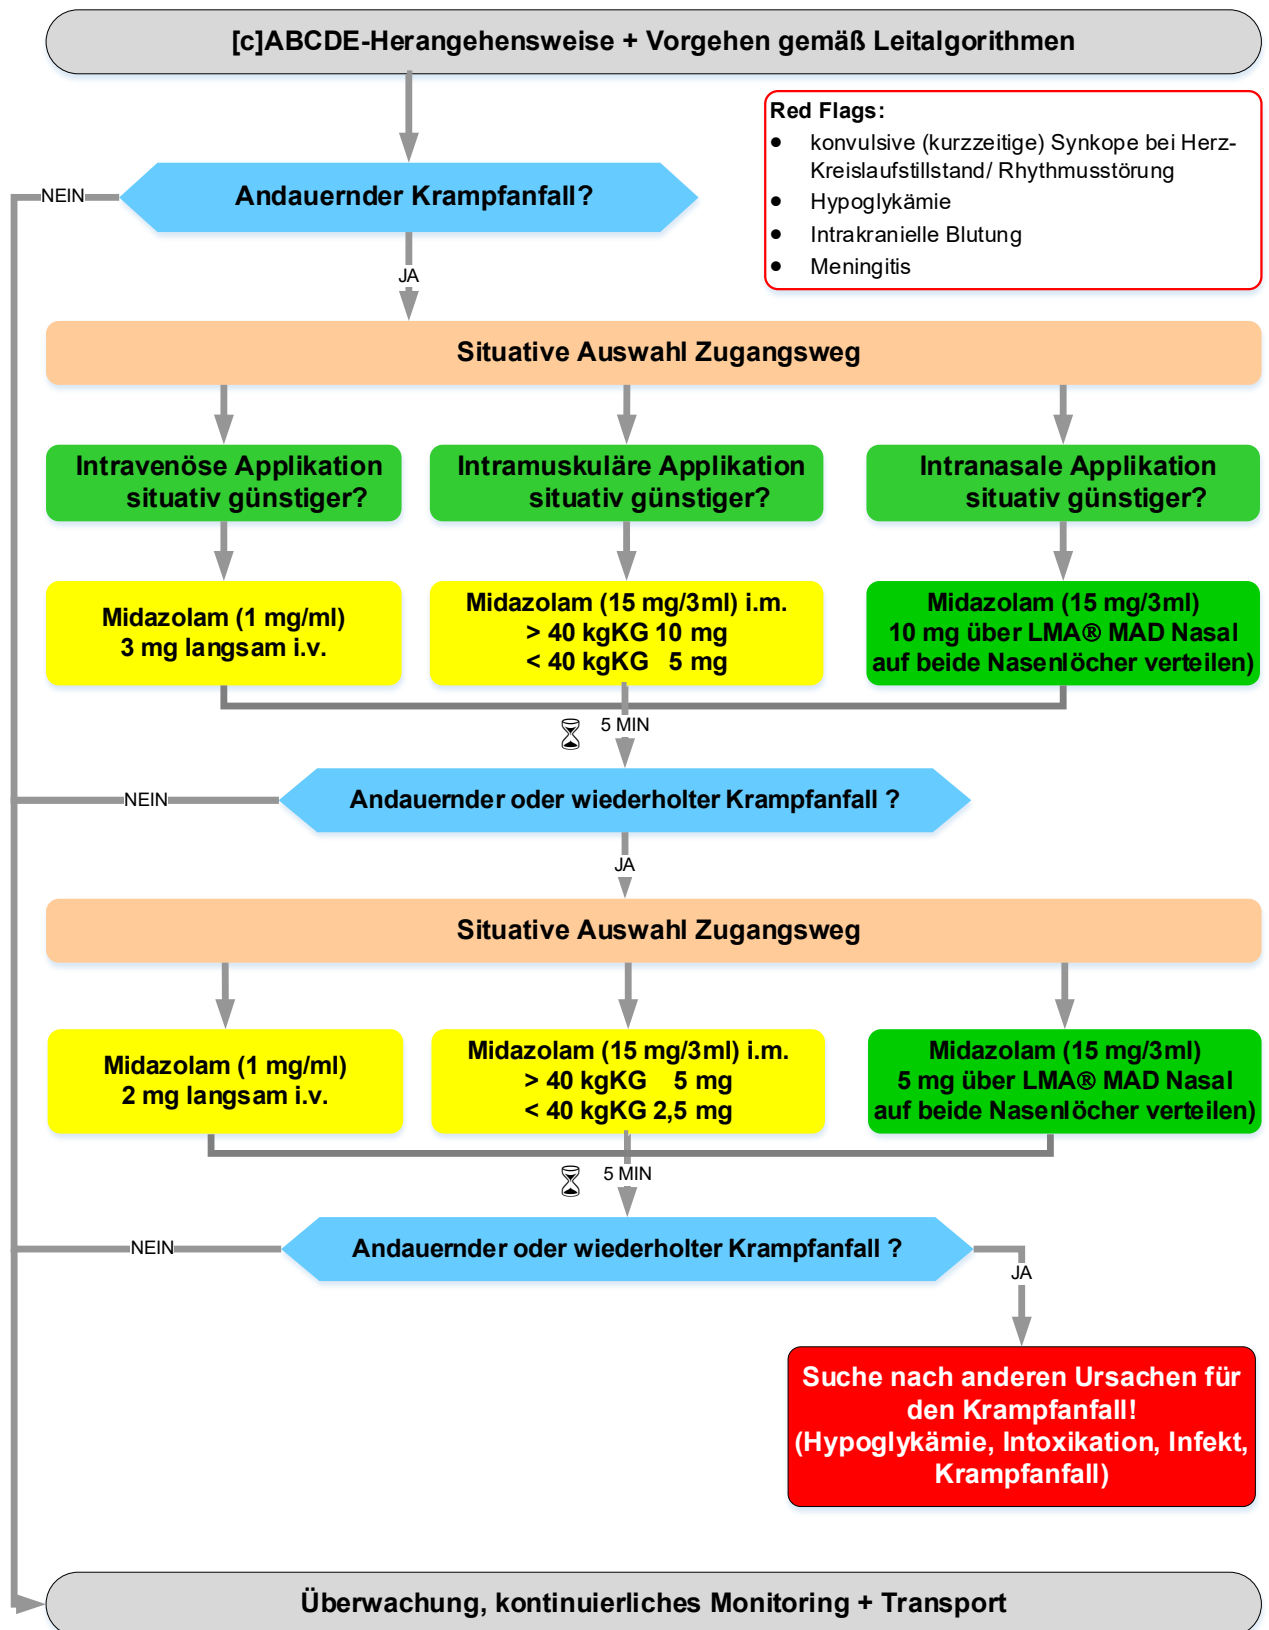 [c]ABCDE-Herangehensweise + Vorgehen gemäß Leitalgorithmen
Red Flags:
• konvulsive (kurzzeitige) Synkope bei Herz-
Kreislaufstillstand/ Rhythmusstörung
• Hypoglykämie
• Intrakranielle Blutung
• Meningitis
NEIN
Andauernder Krampfanfall?
JA
Situative Auswahl Zugangsweg
Intravenöse Applikation
situativ günstiger?
Intramuskuläre Applikation
situativ günstiger?
Intranasale Applikation
situativ günstiger?
Midazolam (1 mg/ml)
3 mg langsam i.v.
Midazolam (15 mg/3ml) i.m.
> 40 kgKG 10 mg
< 40 kgKG 5 mg
Midazolam (15 mg/3ml)
10 mg über LMA® MAD Nasal
auf beide Nasenlöcher verteilen)
5 MIN
NEIN
Andauernder oder wiederholter Krampfanfall ?
JA
Situative Auswahl Zugangsweg
Midazolam (1 mg/ml)
2 mg langsam i.v.
Midazolam (15 mg/3ml) i.m.
> 40 kgKG 5 mg
< 40 kgKG 2,5 mg
Midazolam (15 mg/3ml)
5 mg über LMA® MAD Nasal
auf beide Nasenlöcher verteilen)
5 MIN
NEIN
Andauernder oder wiederholter Krampfanfall ?
JA
Suche nach anderen Ursachen für
den Krampfanfall!
(Hypoglykämie, Intoxikation, Infekt,
Krampfanfall)
Überwachung, kontinuierliches Monitoring + Transport